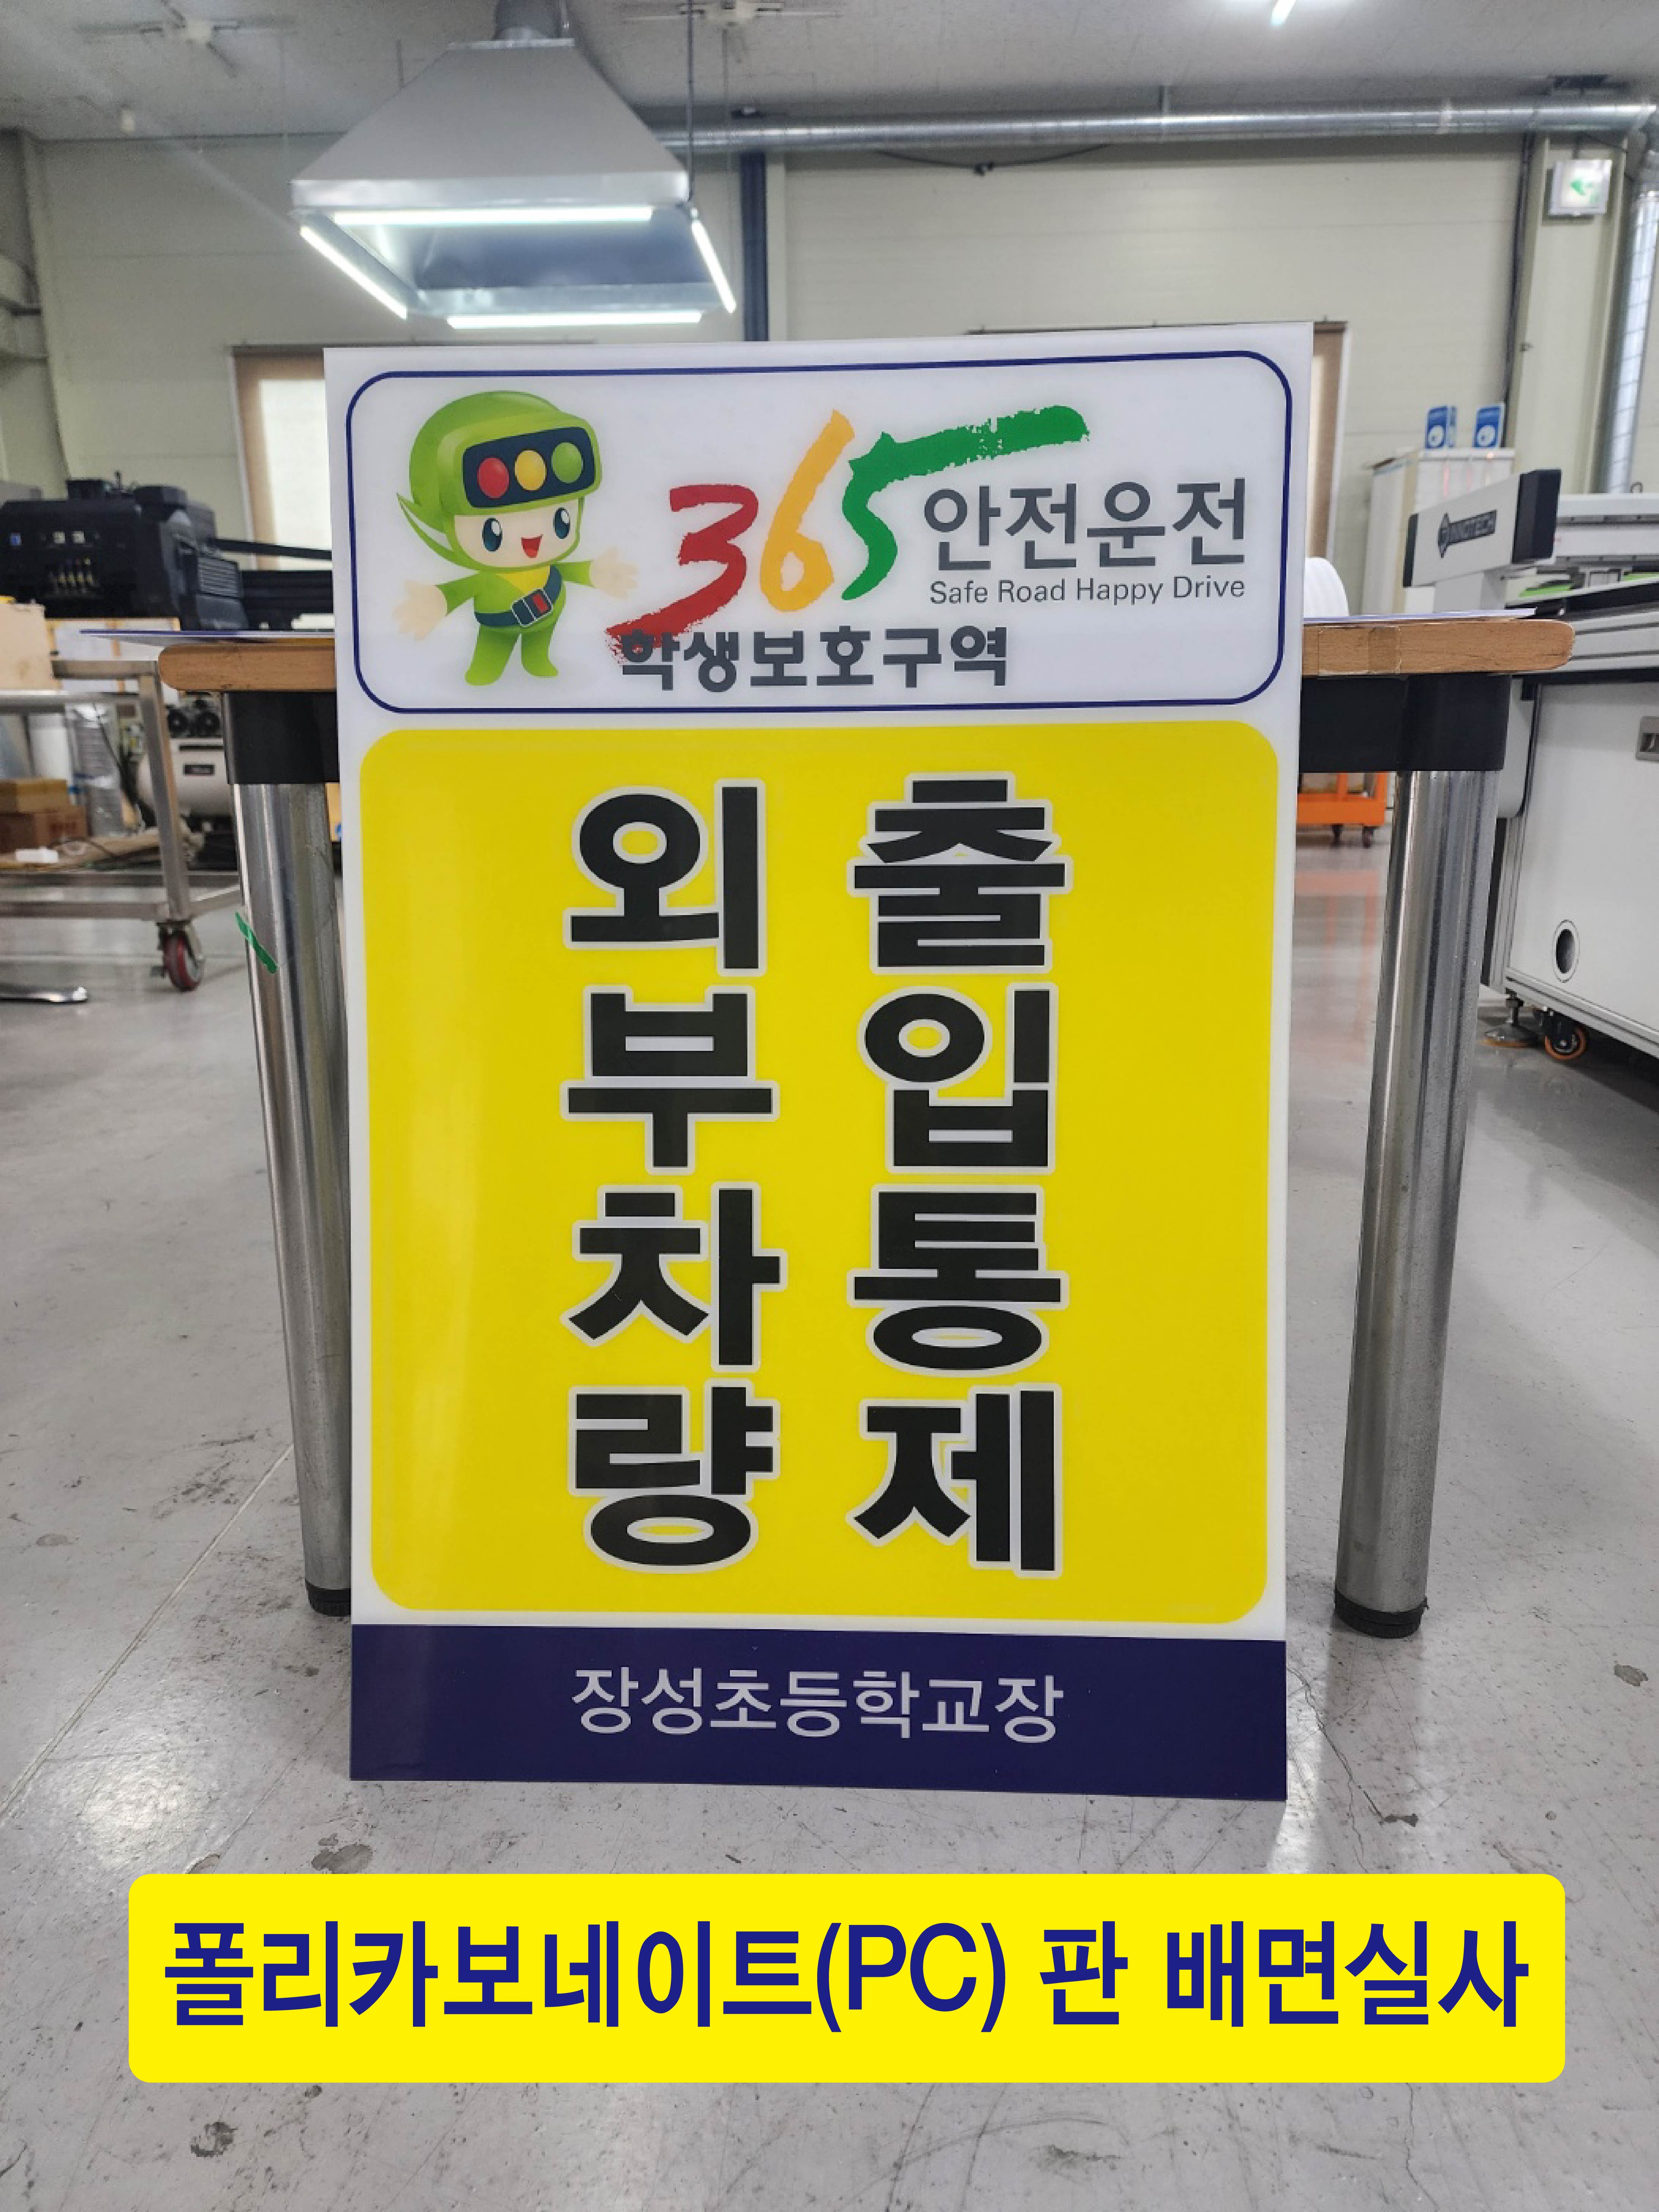 365 안전운전
Safe Road Happy Drive
학생보호구역
외부차량
출입통제
장성초등학교장
폴리카보네이트(PC) 판 배면실사